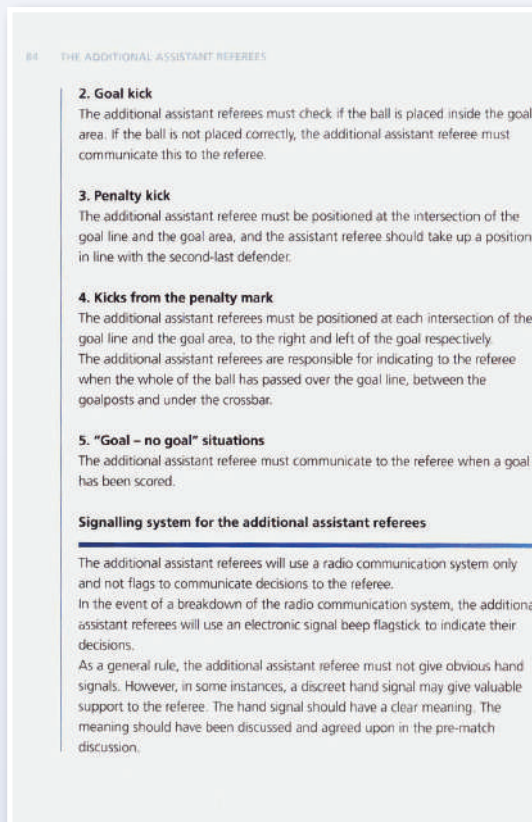 84 THE ADDITIONAL ASSISTANT REFEREES
2. Goal kick
The additional assistant referees must check if the ball is placed inside the goal
area. If the ball is not placed correctly, the additional assistant referee must
communicate this to the referee.
3. Penalty kick
The additional assistant referee must be positioned at the intersection of the
goal line and the goal area, and the assistant referee should take up a position
in line with the second-last defender.
4. Kicks from the penalty mark
The additional assistant referees must be positioned at each intersection of the
goal line and the goal area, to the right and left of the goal respectively.
The additional assistant referees are responsible for indicating to the referee
when the whole of the ball has passed over the goal line, between the
goalposts and under the crossbar.
5. "Goal – no goal" situations
The additional assistant referee must communicate to the referee when a goal
has been scored.
Signalling system for the additional assistant referees
The additional assistant referees will use a radio communication system only
and not flags to communicate decisions to the referee.
In the event of a breakdown of the radio communication system, the additiona
assistant referees will use an electronic signal beep flagstick to indicate their
decisions.
As a general rule, the additional assistant referee must not give obvious hand
signals. However, in some instances, a discreet hand signal may give valuable
support to the referee. The hand signal should have a clear meaning. The
meaning should have been discussed and agreed upon in the pre-match
discussion.